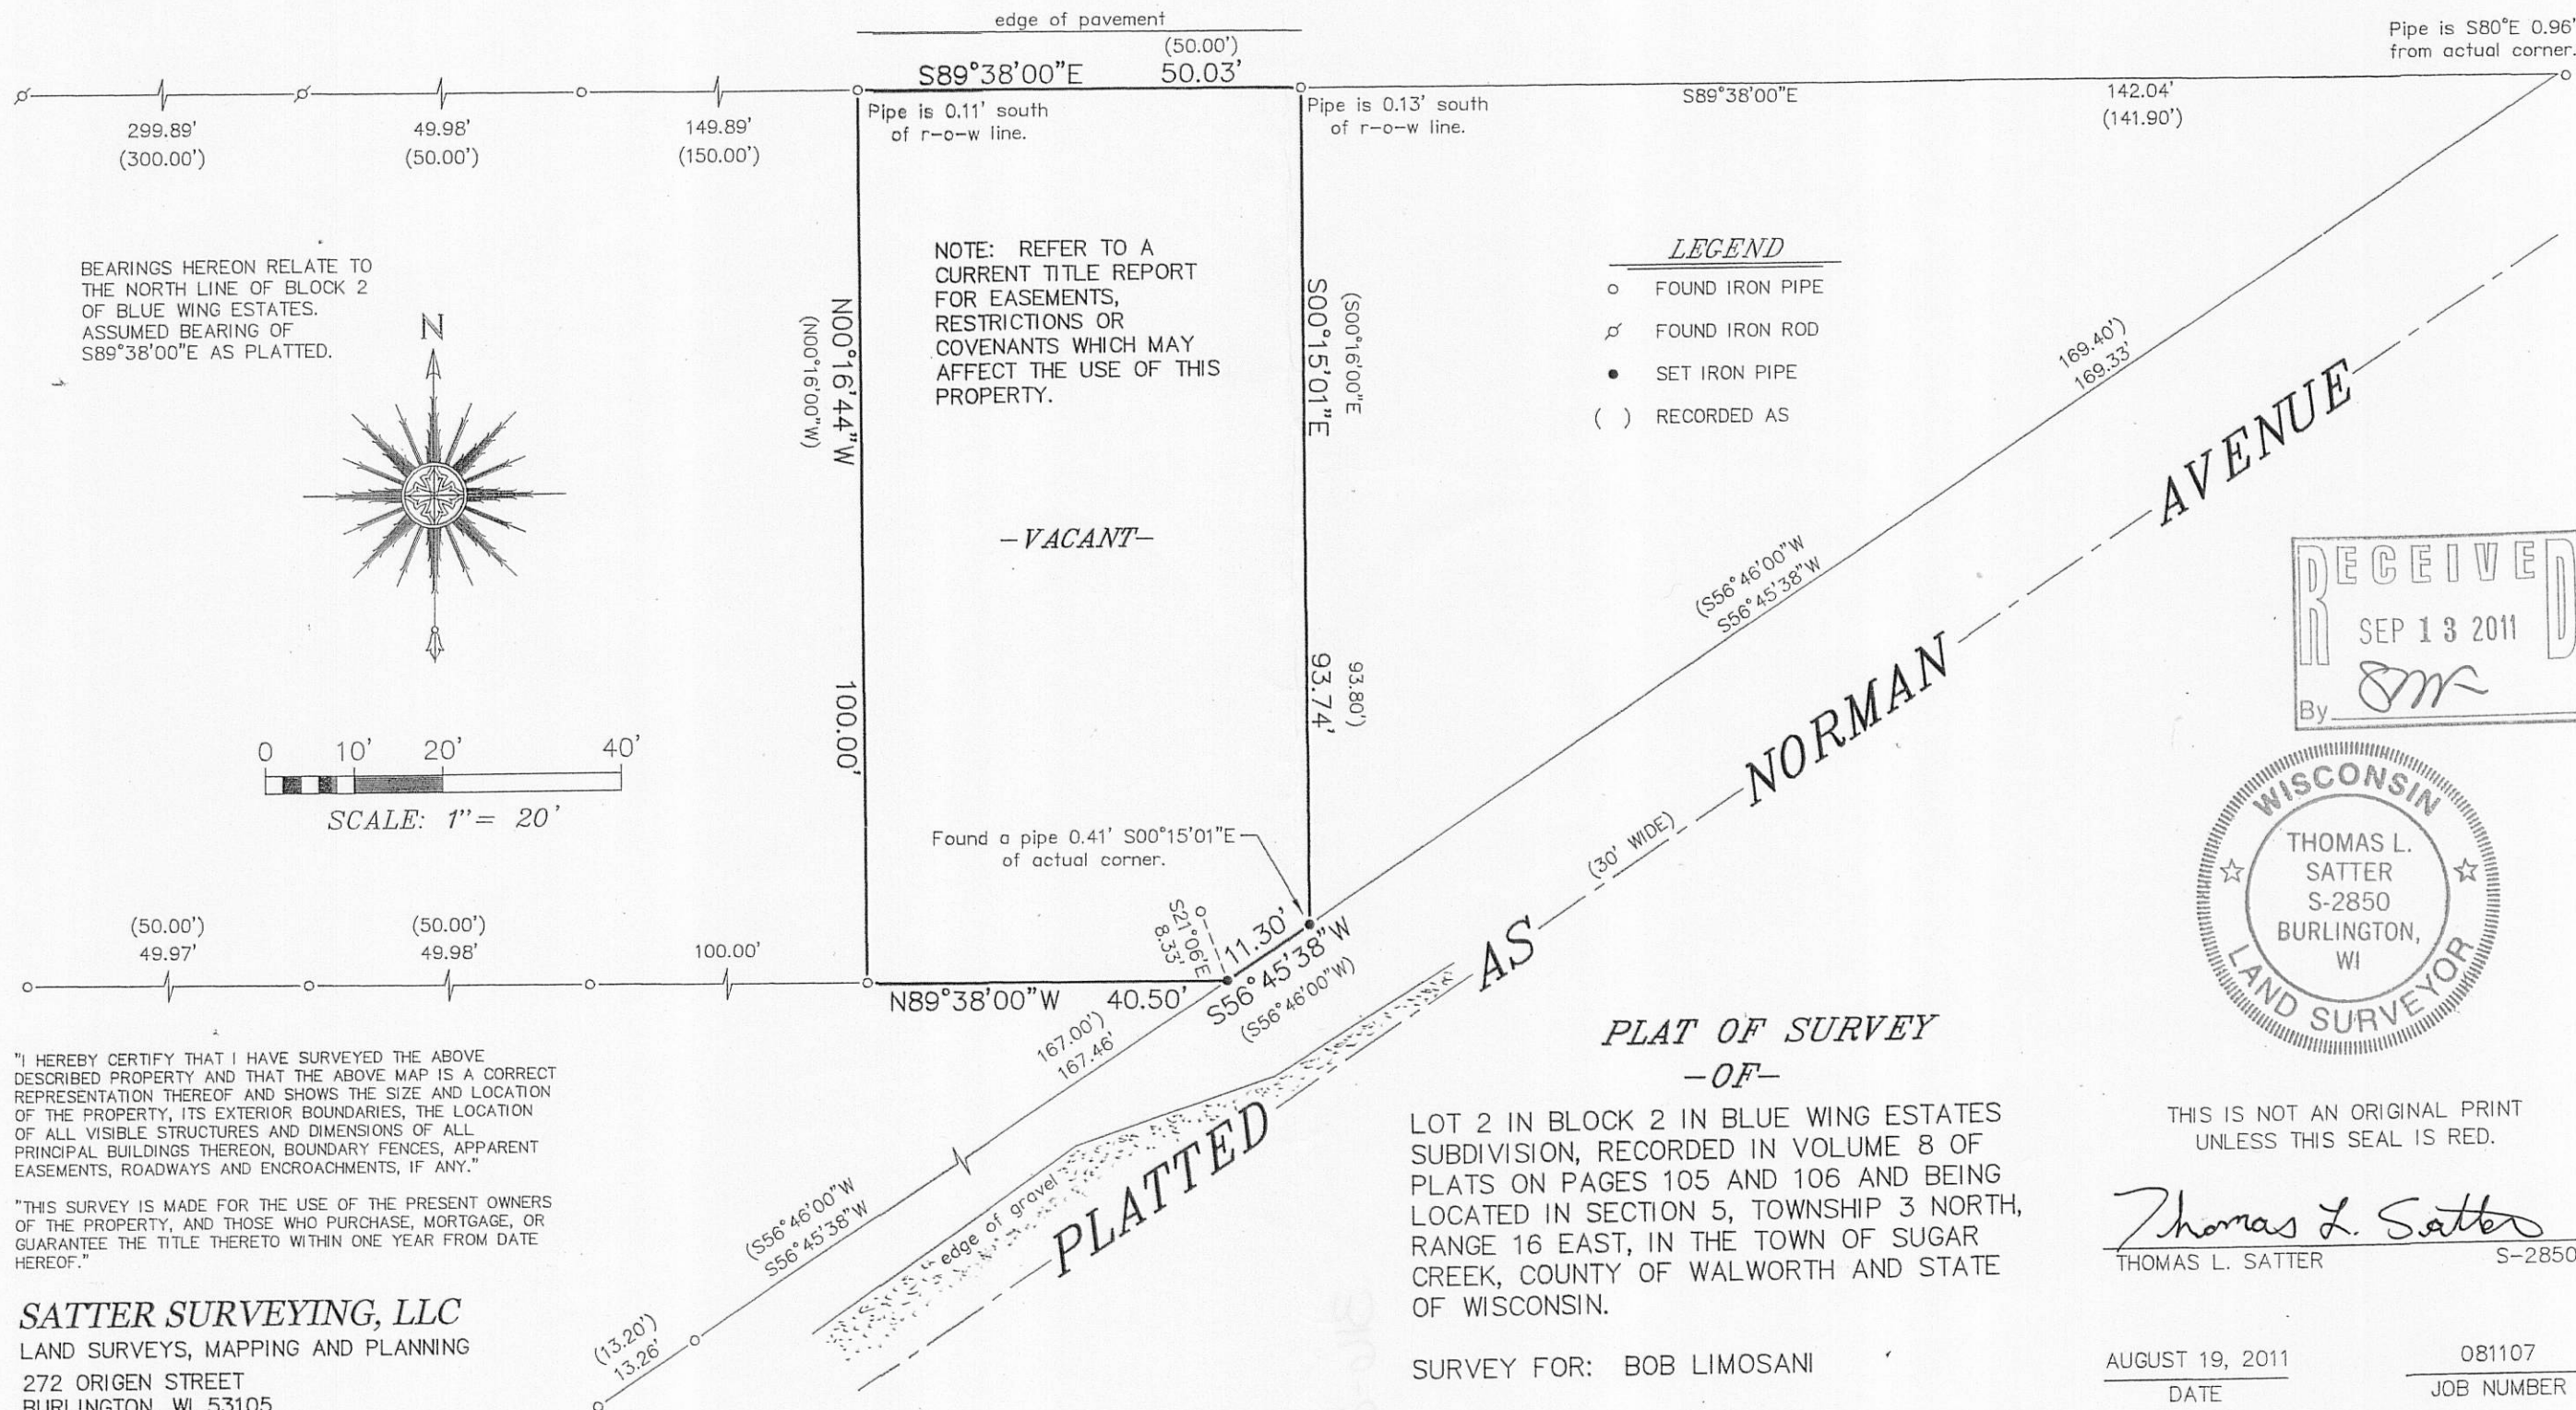 edge of pavement
(50.00')
S89°38'00"E 50.03'
Pipe is S80°E 0.96'
from actual corner.
299.89'
(300.00')
49.98'
(50.00')
149.89'
(150.00')
Pipe is 0.11' south
of r-o-w line.
Pipe is 0.13' south
of r-o-w line.
S89°38'00"E
142.04'
(141.90')
BEARINGS HEREON RELATE TO
THE NORTH LINE OF BLOCK 2
OF BLUE WING ESTATES.
ASSUMED BEARING OF
S89°38'00"E AS PLATTED.
N
N00°16'44"W
(N00°16'00"W)
100.00'
NOTE: REFER TO A
CURRENT TITLE REPORT
FOR EASEMENTS,
RESTRICTIONS OR
COVENANTS WHICH MAY
AFFECT THE USE OF THIS
PROPERTY.
-VACANT-
(S00°16'00"E
S00°15'01"E
93.80')
93.74'
LEGEND
FOUND IRON PIPE
FOUND IRON ROD
SET IRON PIPE
( ) RECORDED AS
169.40')
169.33'
(S56°46'00"W
S56°45'38"W
AVENUE
NORMAN
(30' WIDE)
AS
PLATTED
RECEIVED
SEP 13 2011
By
WISCONSIN
THOMAS L.
SATTER
S-2850
BURLINGTON,
WI
LAND SURVEYOR
0 10' 20' 40'
SCALE: 1"= 20'
Found a pipe 0.41' S00°15'01"E
of actual corner.
(50.00')
49.97'
(50.00')
49.98'
100.00'
S21°06'E
8.33'
11.30'
S56°45'38"W
(S56°46'00"W)
N89°38'00"W 40.50'
167.00')
167.46'
(S56°46'00"W
S56°45'38"W
edge of gravel
(13.20')
13.26'
"I HEREBY CERTIFY THAT I HAVE SURVEYED THE ABOVE
DESCRIBED PROPERTY AND THAT THE ABOVE MAP IS A CORRECT
REPRESENTATION THEREOF AND SHOWS THE SIZE AND LOCATION
OF THE PROPERTY, ITS EXTERIOR BOUNDARIES, THE LOCATION
OF ALL VISIBLE STRUCTURES AND DIMENSIONS OF ALL
PRINCIPAL BUILDINGS THEREON, BOUNDARY FENCES, APPARENT
EASEMENTS, ROADWAYS AND ENCROACHMENTS, IF ANY."
"THIS SURVEY IS MADE FOR THE USE OF THE PRESENT OWNERS
OF THE PROPERTY, AND THOSE WHO PURCHASE, MORTGAGE, OR
GUARANTEE THE TITLE THERETO WITHIN ONE YEAR FROM DATE
HEREOF."
SATTER SURVEYING, LLC
LAND SURVEYS, MAPPING AND PLANNING
272 ORIGEN STREET
BURLINGTON, WI 53105
PLAT OF SURVEY
-OF-
LOT 2 IN BLOCK 2 IN BLUE WING ESTATES
SUBDIVISION, RECORDED IN VOLUME 8 OF
PLATS ON PAGES 105 AND 106 AND BEING
LOCATED IN SECTION 5, TOWNSHIP 3 NORTH,
RANGE 16 EAST, IN THE TOWN OF SUGAR
CREEK, COUNTY OF WALWORTH AND STATE
OF WISCONSIN.
SURVEY FOR: BOB LIMOSANI
THIS IS NOT AN ORIGINAL PRINT
UNLESS THIS SEAL IS RED.
Thomas L. Satter
THOMAS L. SATTER S-2850
AUGUST 19, 2011
DATE
081107
JOB NUMBER